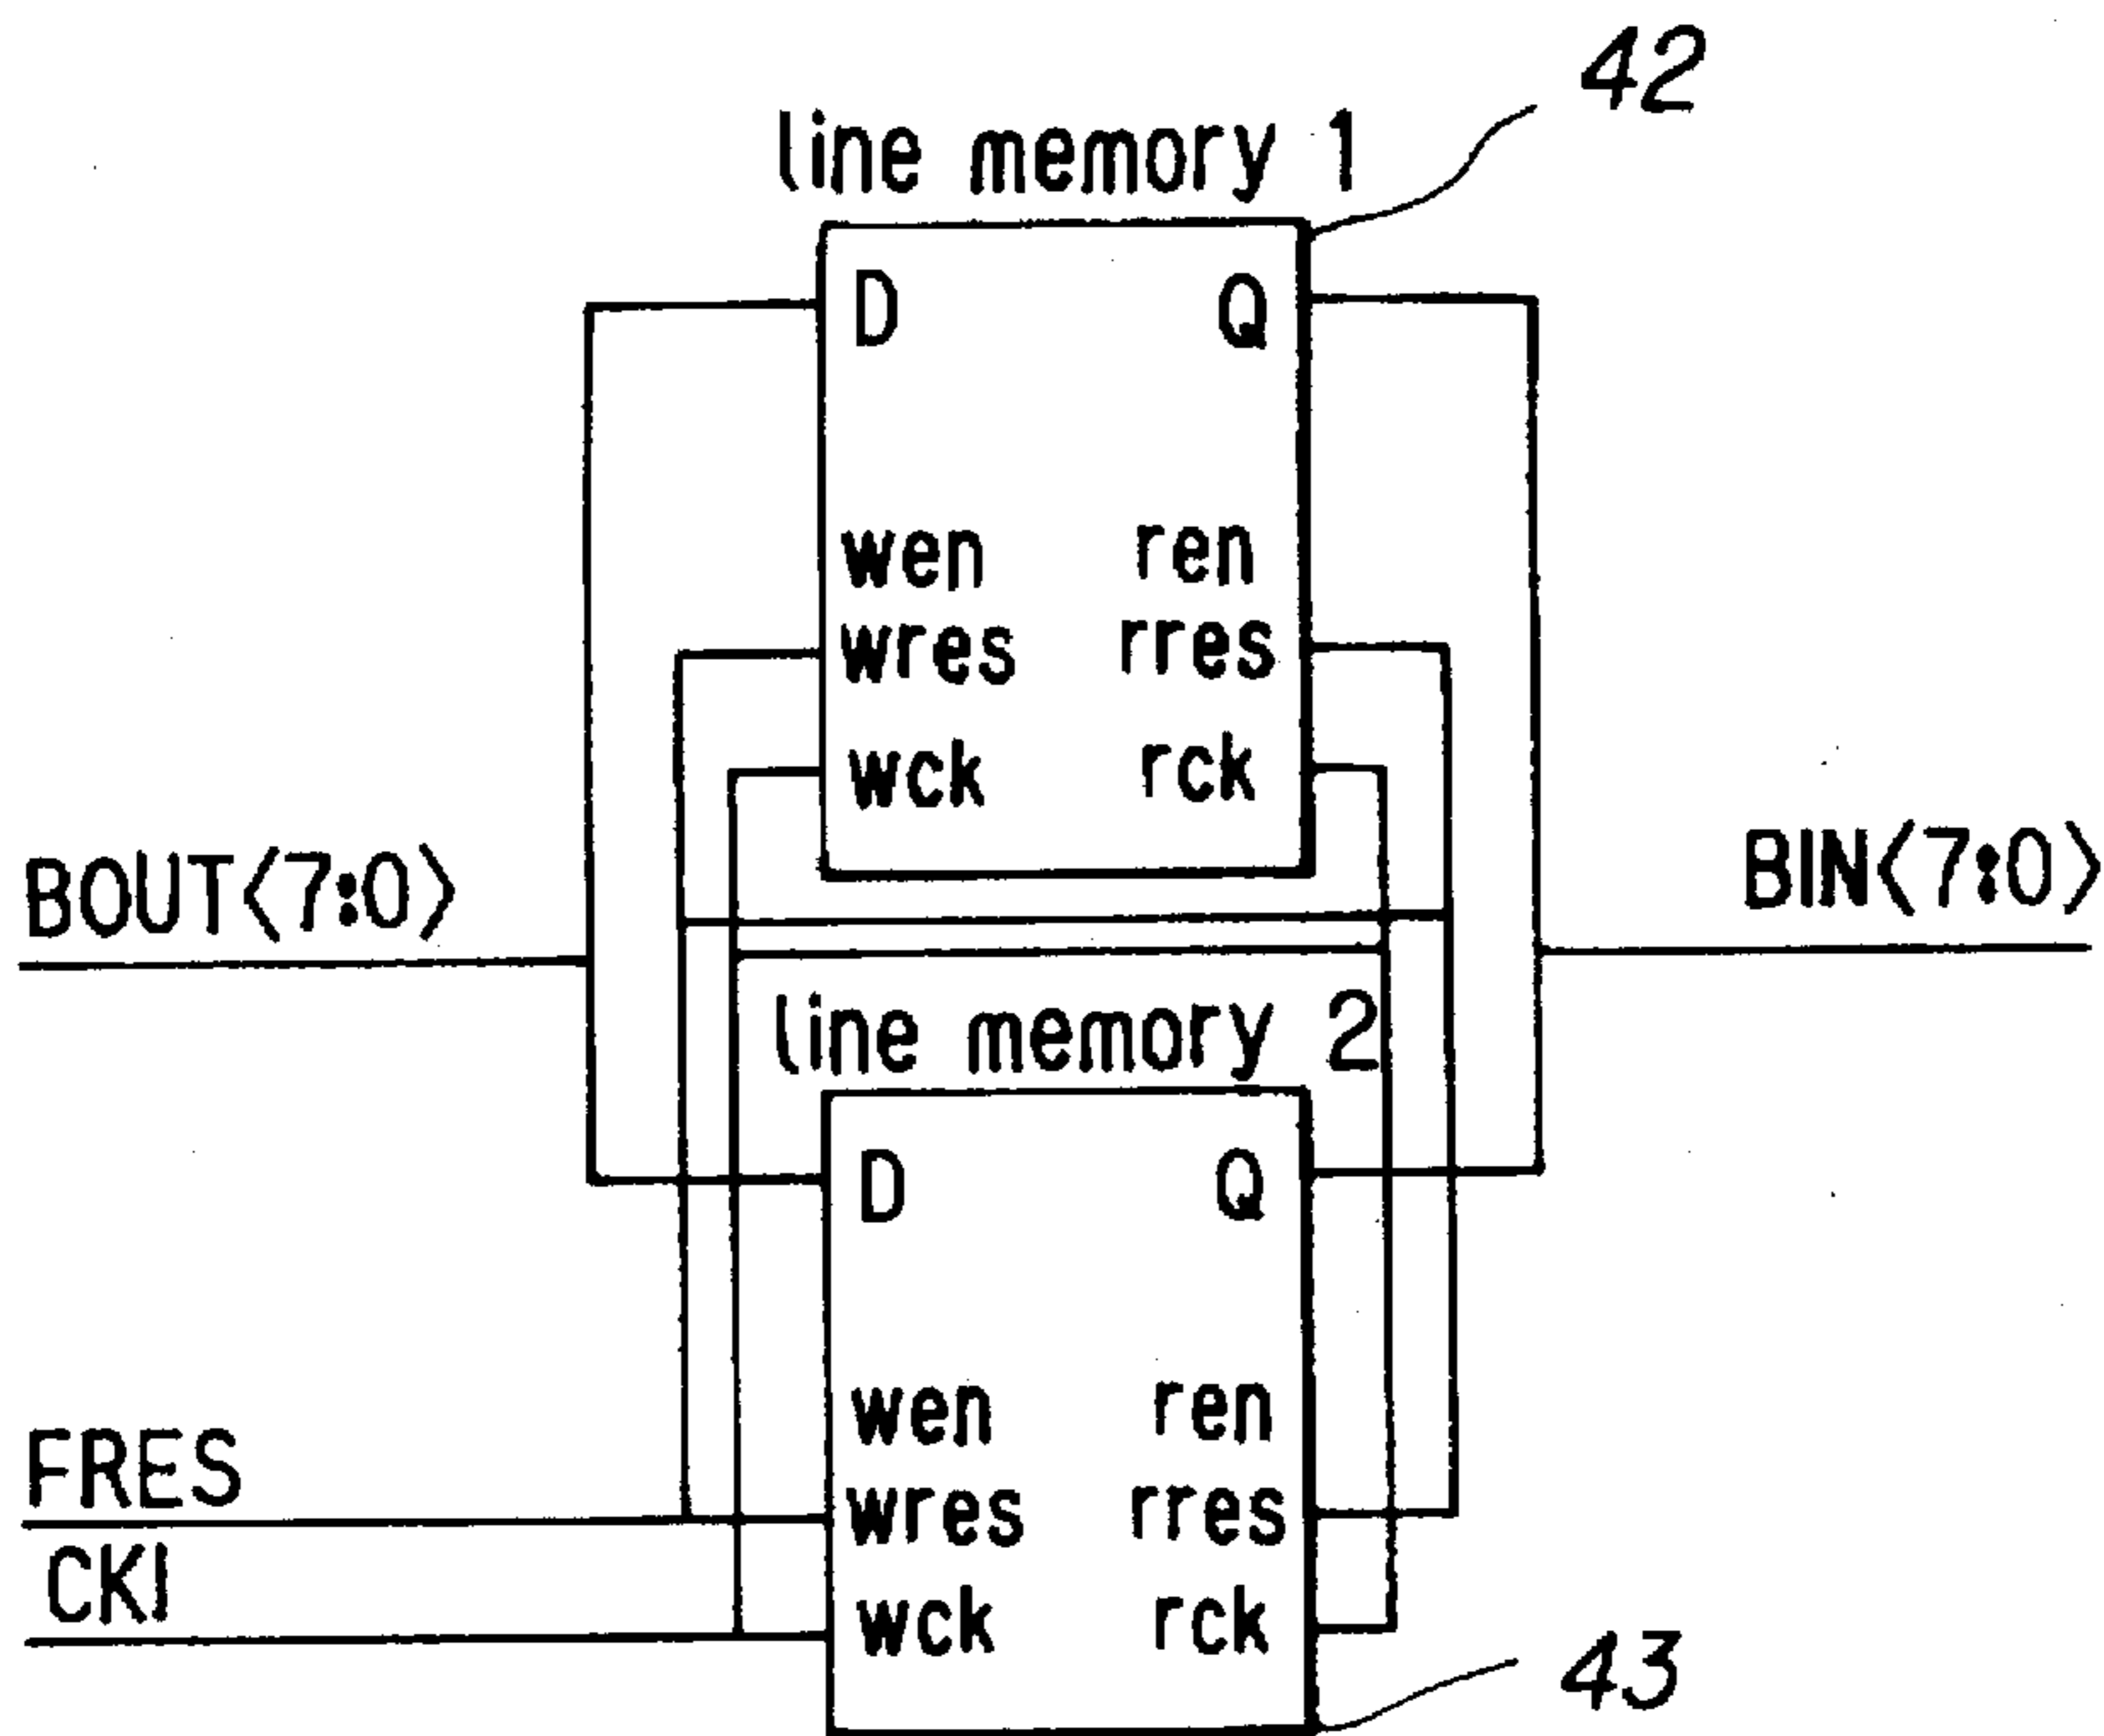 42
line memory 1
D Q
wen ren
wres rres
wck rck
BOUT<7:0>
BIN<7:0>
line memory 2
D Q
wen ren
FRES
wres rres
CKI
wck rck
43